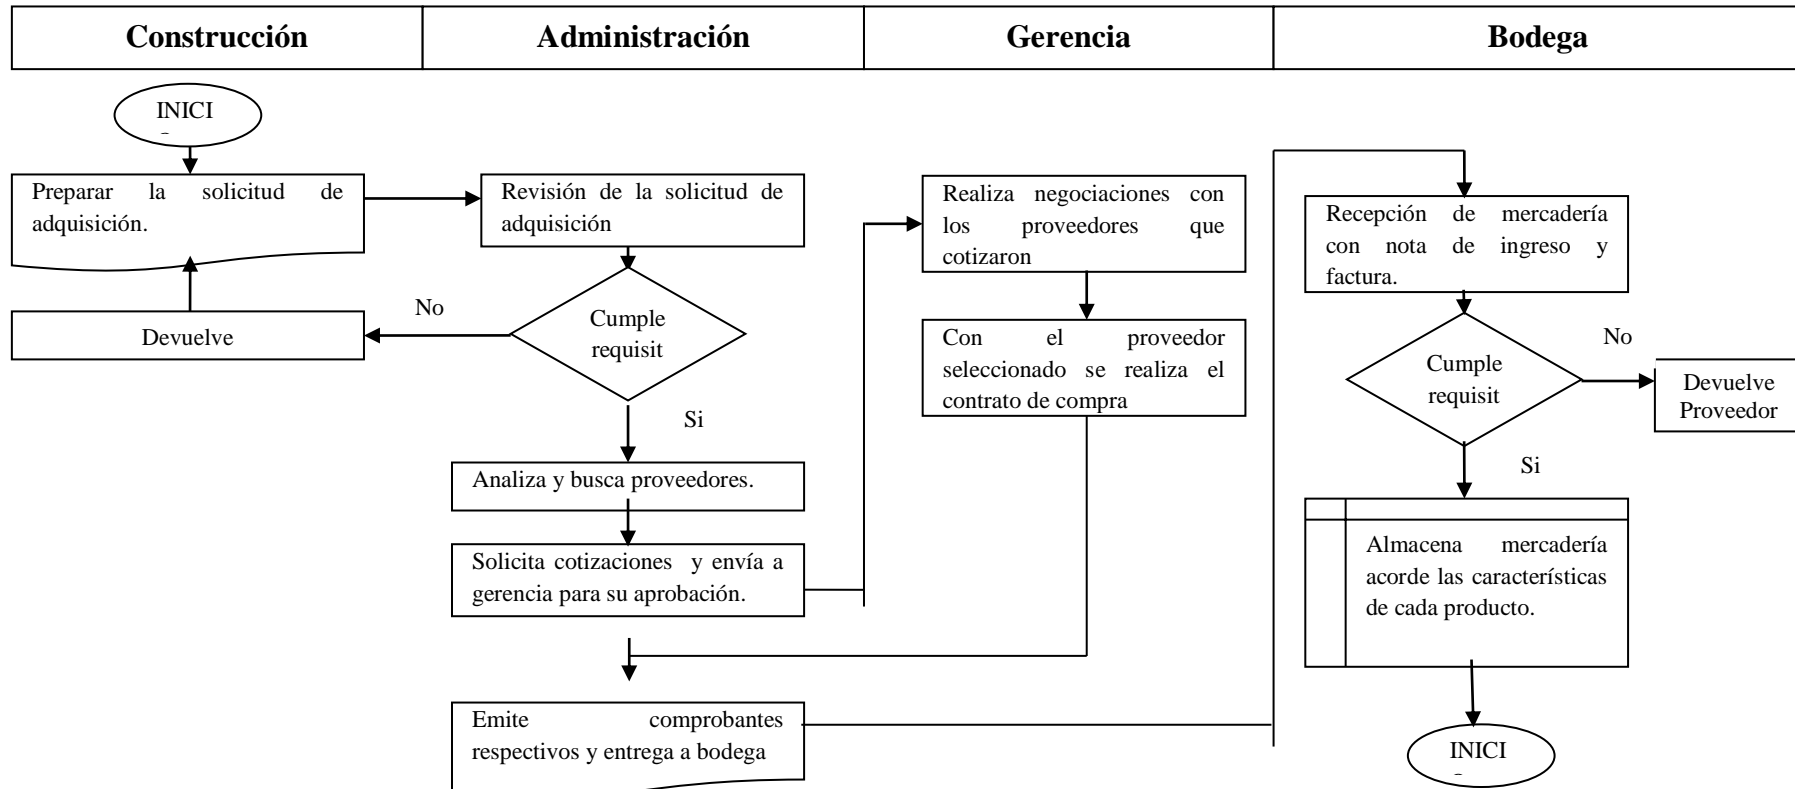 Construcción
Administración
Gerencia
Bodega
INICI
Preparar la solicitud de
adquisición.
Devuelve
No
Revisión de la solicitud de
adquisición
Cumple
requisit
Si
Analiza y busca proveedores.
Solicita cotizaciones y envía a
gerencia para su aprobación.
Emite comprobantes
respectivos y entrega a bodega
Realiza negociaciones con
los proveedores que
cotizaron
Con el proveedor
seleccionado se realiza el
contrato de compra
Recepción de mercadería
con nota de ingreso y
factura.
Cumple
requisit
No
Devuelve
Proveedor
Si
Almacena mercadería
acorde las características
de cada producto.
INICI